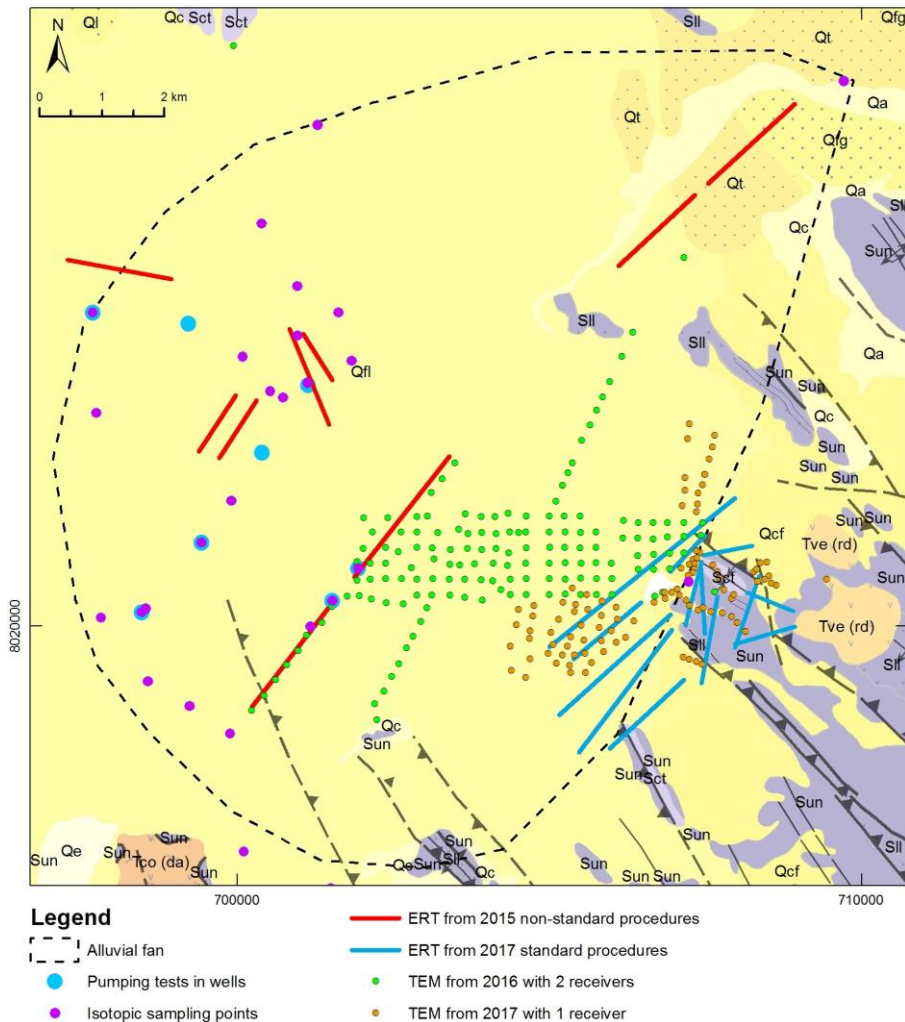 Ql
Qc Sct
Sct
Sll
Qfg
Qt
N
0 1 2 km
Qa
Qt
Qfg
Qt
Qa
Sll
Qc
Sun
Sll
Sll
Qa
Sun
Sun
Qfl
Qc
Sun
Sun
Sun
Sun
Sun
Qcf
Tve (rd)
Sun
Sct
8020000
Tve (rd)
Sll
Sun
Sll
Qc
Sun
Sun
Sun
Sct
Sun
Sun
Sun
Qe
Sun
Sun
Tco (da)
Sun
Sun
Qe
Sun
Sll
Qc
Sun
Sun
Sun
Qcf
Sll
700000
710000
Legend
Alluvial fan
Pumping tests in wells
Isotopic sampling points
ERT from 2015 non-standard procedures
ERT from 2017 standard procedures
TEM from 2016 with 2 receivers
TEM from 2017 with 1 receiver